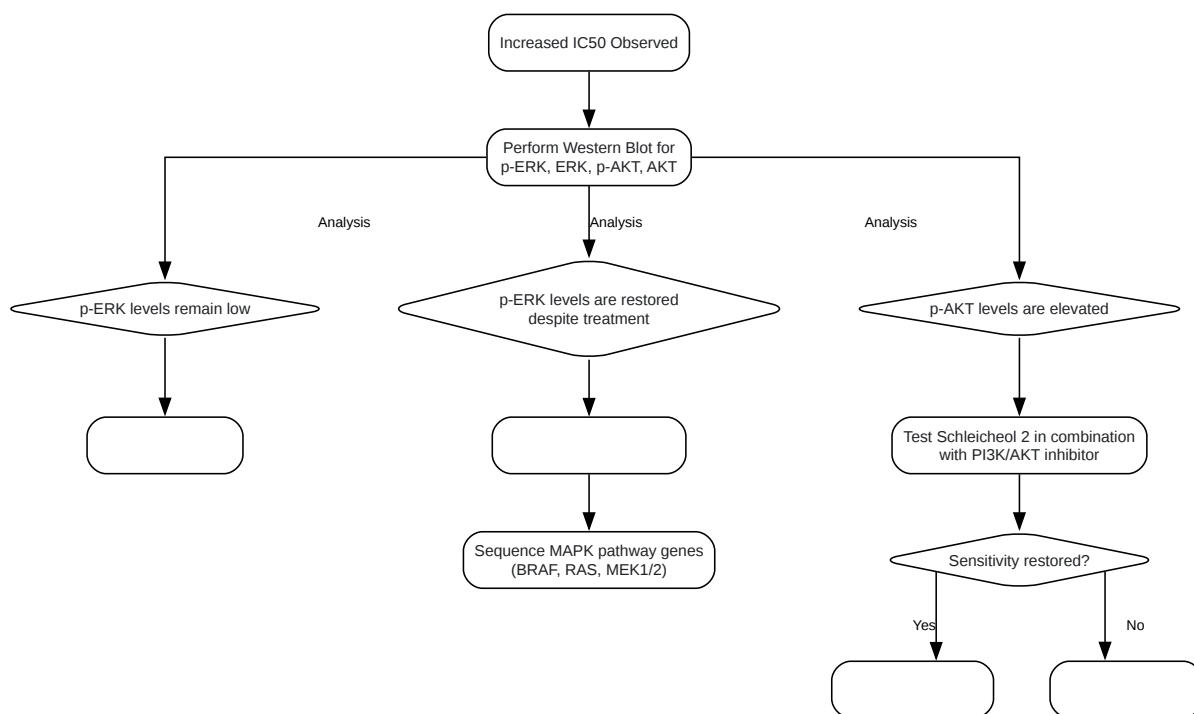 Increased IC50 Observed
Perform Western Blot for
p-ERK, ERK, p-AKT, AKT
Analysis
Analysis
Analysis
p-ERK levels remain low
p-ERK levels are restored
despite treatment
p-AKT levels are elevated
Test Schleicheol 2 in combination
with PI3K/AKT inhibitor
Sequence MAPK pathway genes
(BRAF, RAS, MEK1/2)
Sensitivity restored?
Yes
No